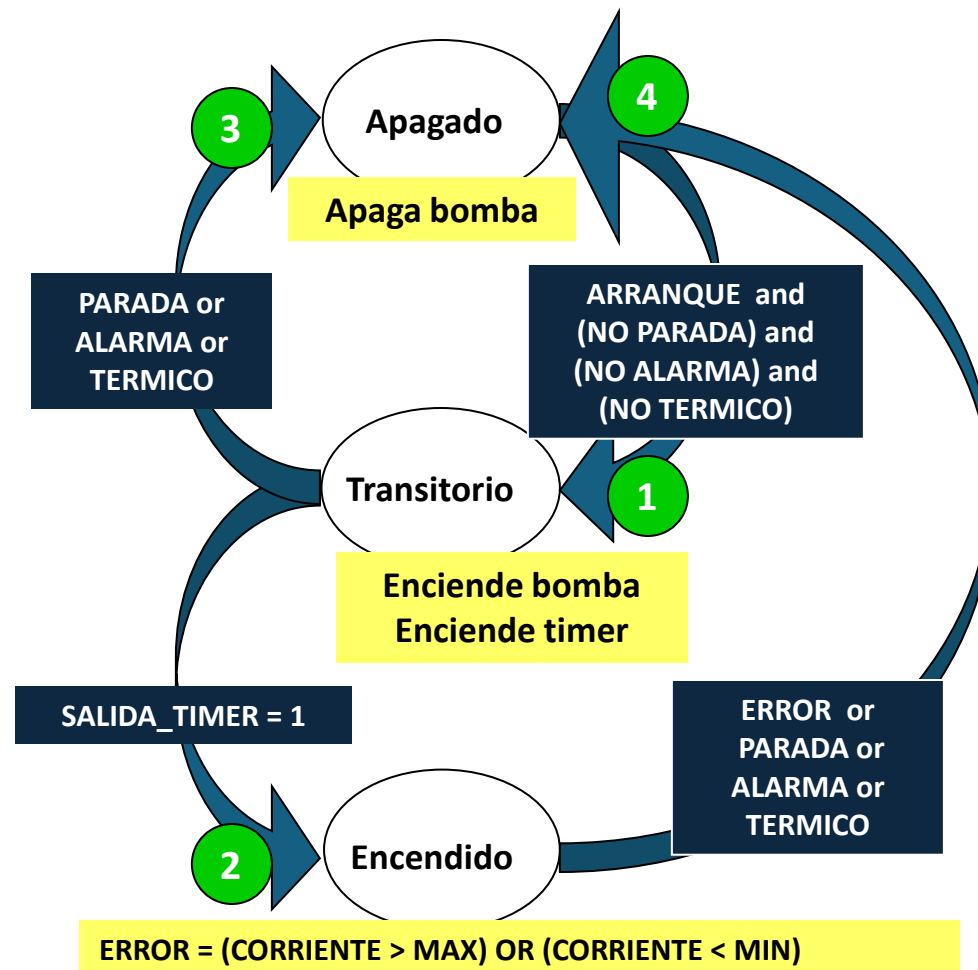 3
4
Apagado
Apaga bomba
PARADA or
ALARMA or
TERMICO
ARRANQUE and
(NO PARADA) and
(NO ALARMA) and
(NO TERMICO)
Transitorio
1
Enciende bomba
Enciende timer
SALIDA_TIMER = 1
ERROR or
PARADA or
ALARMA or
TERMICO
2
Encendido
ERROR = (CORRIENTE > MAX) OR (CORRIENTE < MIN)